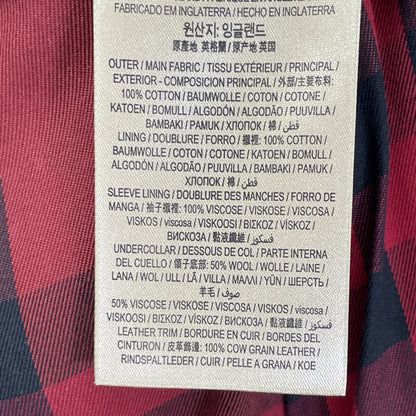 FABRICADO EM INGLATERRA / HECHO EN INGLATERRA
원산지: 잉글랜드
原產地 英格蘭 / 原产地 英国
OUTER / MAIN FABRIC / TISSU EXTÉRIEUR / PRINCIPAL /
EXTERIOR - COMPOSICIÓN PRINCIPAL / 外部/主要布料/
100% COTTON / BAUMWOLLE / COTON / COTONE /
KATOEN / BOMULL / ALGODÓN / ALGODÃO / PUUVILLA /
BAMBAKI / PAMUK / ХЛОПОК / 棉 / قطن
LINING / DOUBLURE / FORRO / 襯裡: 100% COTTON /
BAUMWOLLE / COTON / COTONE / KATOEN / BOMULL /
ALGODÓN / ALGODÃO / PUUVILLA / BAMBAKI / PAMUK /
ХЛОПОК / 棉 / قطن
SLEEVE LINING / DOUBLURE DES MANCHES / FORRO DE
MANGA / 袖子襯裡: 100% VISCOSE / VISKOSE / VISCOSA /
VISKOS / viscosa / VISKOOSI / ΒΙΣΚΟΖ / VİSKOZ /
ВИСКОЗА / 黏液纖維 / فسكوز
UNDERCOLLAR / DESSOUS DE COL / PARTE INTERNA
DEL CUELLO / 領子底部: 50% WOOL / WOLLE / LAINE /
LANA / WOL / ULL / LÃ / VILLA / ΜΑΛΛΙ / YÜN / ШЕРСТЬ /
羊毛 / صوف
50% VISCOSE / VISKOSE / VISCOSA / VISKOS / viscosa /
VISKOOSI / ΒΙΣΚΟΖ / VİSKOZ / ВИСКОЗА / 黏液纖維 / فسكوز
LEATHER TRIM / BORDURE EN CUIR / BORDES DEL
CINTURON / 皮革飾邊: 100% COW GRAIN LEATHER /
RINDSPALTLEDER / CUIR / PELLE A GRANA / KOE